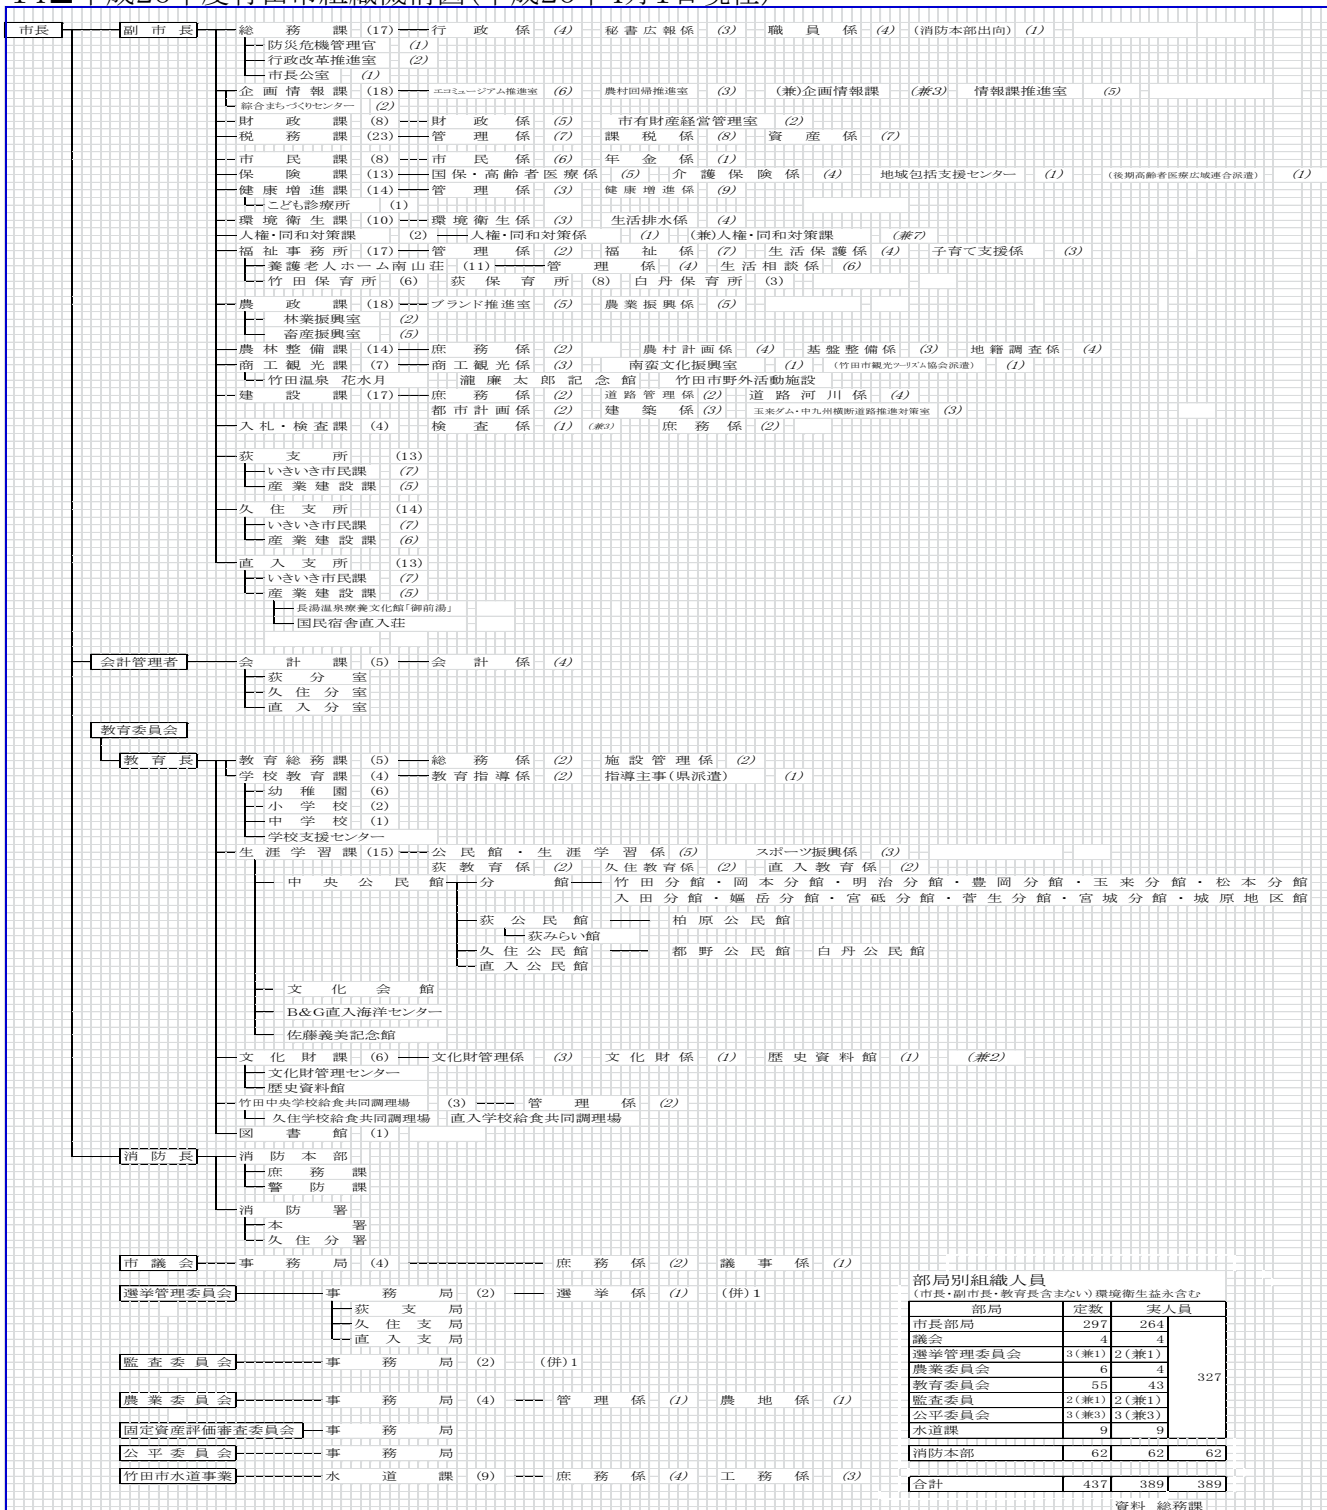 市長 副市長 総務課 (17) 行政係 (4) 秘書広報係 (3) 職員係 (4) (消防本部出向) (1)
防災危機管理官 (1)
行政改革推進室 (2)
市長公室 (1)
企画情報課 (18) エコミュージアム推進室 (6) 農村回帰推進室 (3) (兼)企画情報課 (兼3) 情報課推進室 (5)
綜合まちづくりセンター (2)
財政課 (8) 財政係 (5) 市有財産経営管理室 (2)
税務課 (23) 管理係 (7) 課税係 (8) 資産係 (7)
市民課 (8) 市民係 (6) 年金係 (1)
保険課 (13) 国保・高齢者医療係 (5) 介護保険係 (4) 地域包括支援センター (1) (後期高齢者医療広域連合派遣) (1)
健康増進課 (14) 管理係 (3) 健康増進係 (9)
こども診療所 (1)
環境衛生課 (10) 環境衛生係 (3) 生活排水係 (4)
人権・同和対策課 (2) 人権・同和対策係 (1) (兼)人権・同和対策課 (兼7)
福祉事務所 (17) 管理係 (2) 福祉係 (7) 生活保護係 (4) 子育て支援係 (3)
養護老人ホーム南山荘 (11) 管理係 (4) 生活相談係 (6)
竹田保育所 (6) 荻保育所 (8) 白丹保育所 (3)
農政課 (18) ブランド推進室 (5) 農業振興係 (5)
林業振興室 (2)
畜産振興室 (5)
農林整備課 (14) 庶務係 (2) 農村計画係 (4) 基盤整備係 (3) 地籍調査係 (4)
商工観光課 (7) 商工観光係 (3) 南蛮文化振興室 (1) (竹田市観光ツーリズム協会派遣) (1)
竹田温泉 花水月 瀧廉太郎記念館 竹田市野外活動施設
建設課 (17) 庶務係 (2) 道路管理係 (2) 道路河川係 (4)
都市計画係 (2) 建築係 (3) 玉来ダム・中九州横断道路推進対策室 (3)
入札・検査課 (4) 検査係 (1) (兼3) 庶務係 (2)
荻支所 (13)
いきいき市民課 (7)
産業建設課 (5)
久住支所 (14)
いきいき市民課 (7)
産業建設課 (6)
直入支所 (13)
いきいき市民課 (7)
産業建設課 (5)
長湯温泉療養文化館「御前湯」
国民宿舎直入荘
会計管理者 会計課 (5) 会計係 (4)
荻分室
久住分室
直入分室
教育委員会
教育長 教育総務課 (5) 総務係 (2) 施設管理係 (2)
学校教育課 (4) 教育指導係 (2) 指導主事(県派遣) (1)
幼稚園 (6)
小学校 (2)
中学校 (1)
学校支援センター
生涯学習課 (15) 公民館・生涯学習係 (5) スポーツ振興係 (3)
荻教育係 (2) 久住教育係 (2) 直入教育係 (2)
中央公民館 分館 竹田分館・岡本分館・明治分館・豊岡分館・玉来分館・松本分館
入田分館・嫗岳分館・宮砥分館・菅生分館・宮城分館・城原地区館
荻公民館 柏原公民館
荻みらい館
久住公民館 都野公民館 白丹公民館
直入公民館
文化会館
B&G直入海洋センター
佐藤義美記念館
文化財課 (6) 文化財管理係 (3) 文化財係 (1) 歴史資料館 (1) (兼2)
文化財管理センター
歴史資料館
竹田中央学校給食共同調理場 (3) 管理係 (2)
久住学校給食共同調理場 直入学校給食共同調理場
図書館 (1)
消防長 消防本部
庶務課
警防課
消防署
本署
久住分署
市議会 事務局 (4) 庶務係 (2) 議事係 (1)
選挙管理委員会 事務局 (2) 選挙係 (1) (併)1
荻支局
久住支局
直入支局
監査委員会 事務局 (2) (併)1
農業委員会 事務局 (4) 管理係 (1) 農地係 (1)
固定資産評価審査委員会 事務局
公平委員会 事務局
竹田市水道事業 水道課 (9) 庶務係 (4) 工務係 (3)
部局別組織人員
(市長・副市長・教育長含まない)環境衛生益永含む
部局 定数 実人員
市長部局 297 264
議会 4 4
選挙管理委員会 3(兼1) 2(兼1)
農業委員会 6 4
教育委員会 55 43
327
監査委員 2(兼1) 2(兼1)
公平委員会 3(兼3) 3(兼3)
水道課 9 9
消防本部 62 62 62
合計 437 389 389
資料 総務課